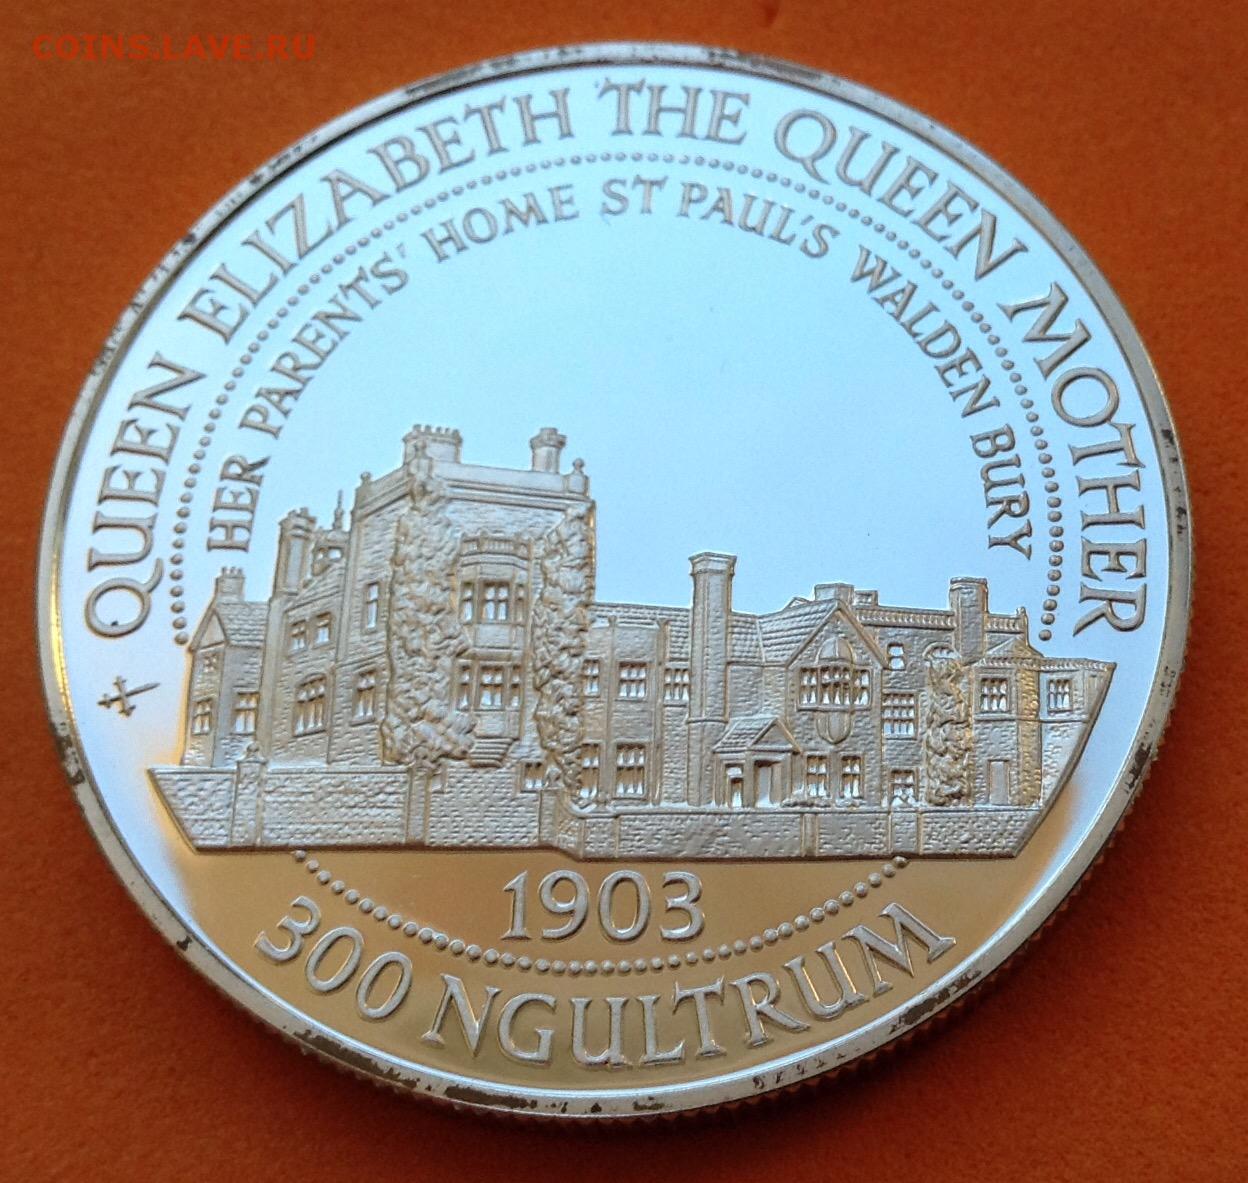 COINS.LAVE.RU
QUEEN ELIZABETH THE QUEEN MOTHER
HER PARENTS' HOME ST PAUL'S WALDEN BURY
1903
300 NGULTRUM